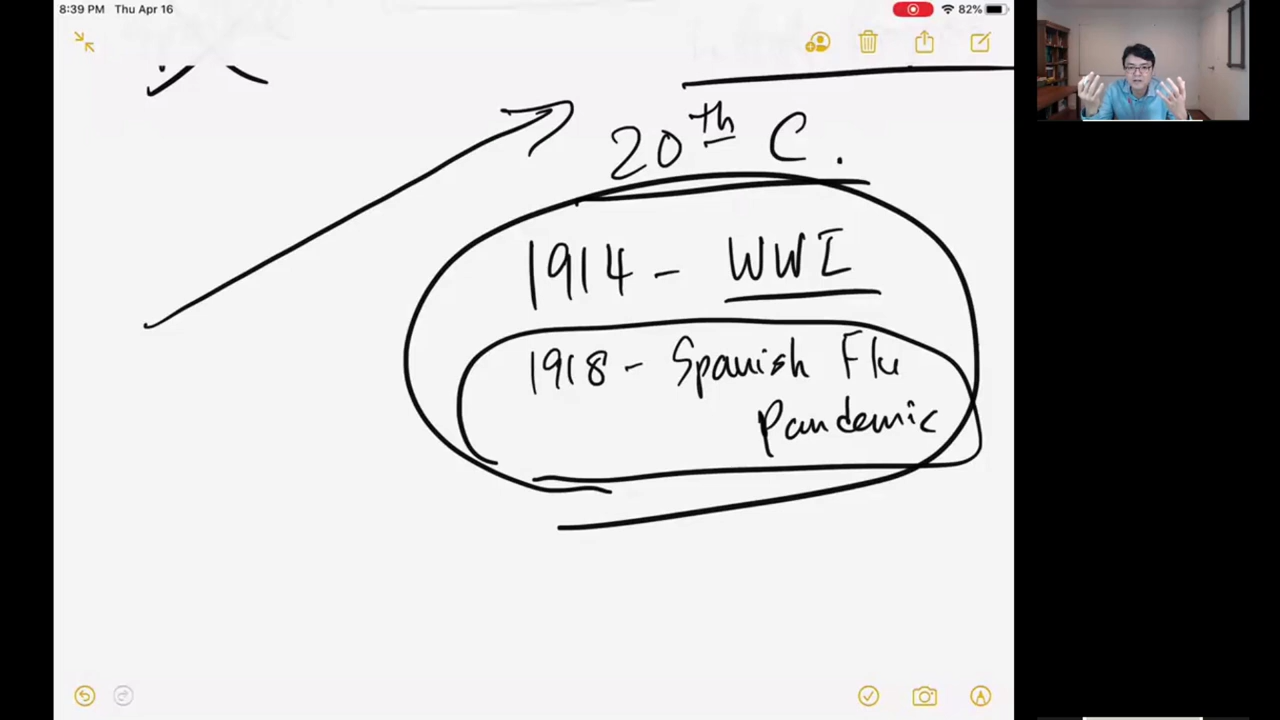 8:39 PM Thu Apr 16 82%
20th C.
1914 - WWI
1918 - Spanish Flu
Pandemic